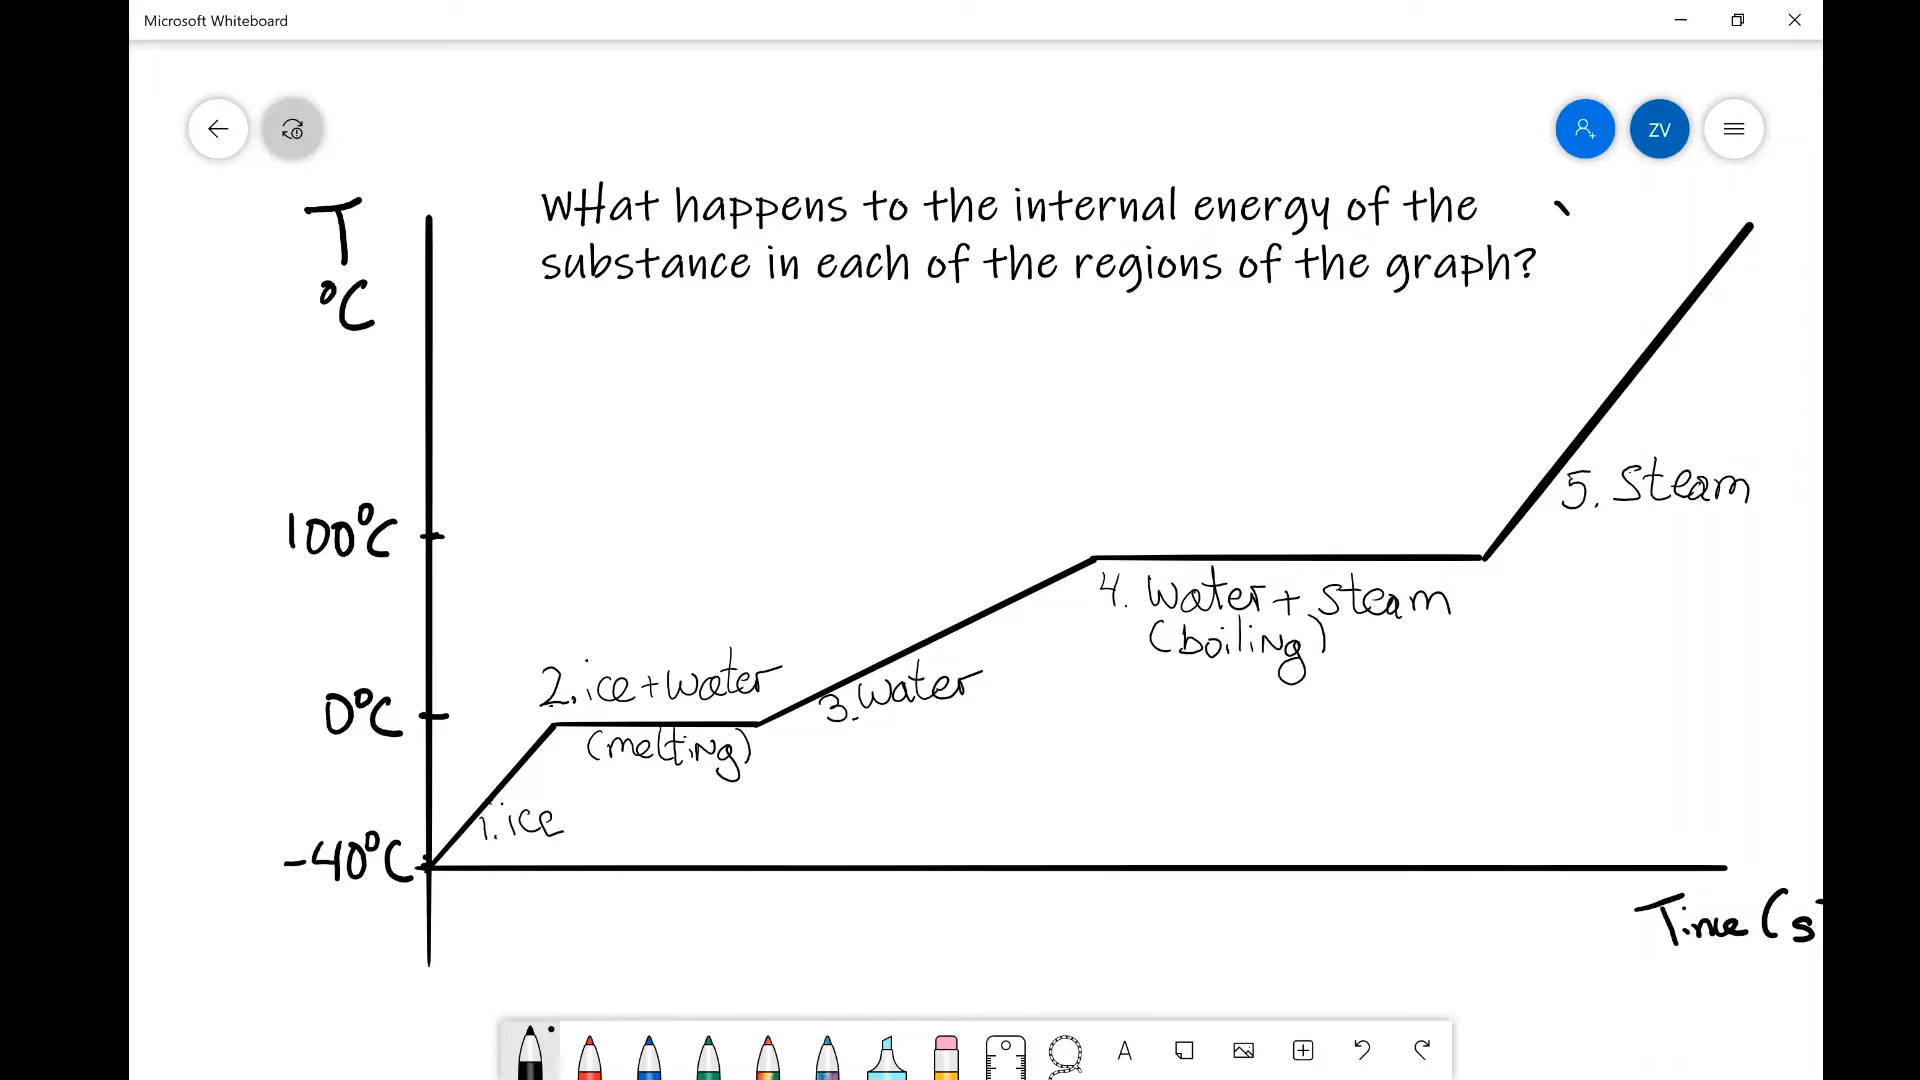 Microsoft Whiteboard
ZV
T
WHat happens to the internal energy of the
substance in each of the regions of the graph?
°C
5. Steam
100°C
4. Water + steam
(boiling)
2. ice + water
3. Water
0°C
(melting)
1. ice
-40°C
Time (s)
A